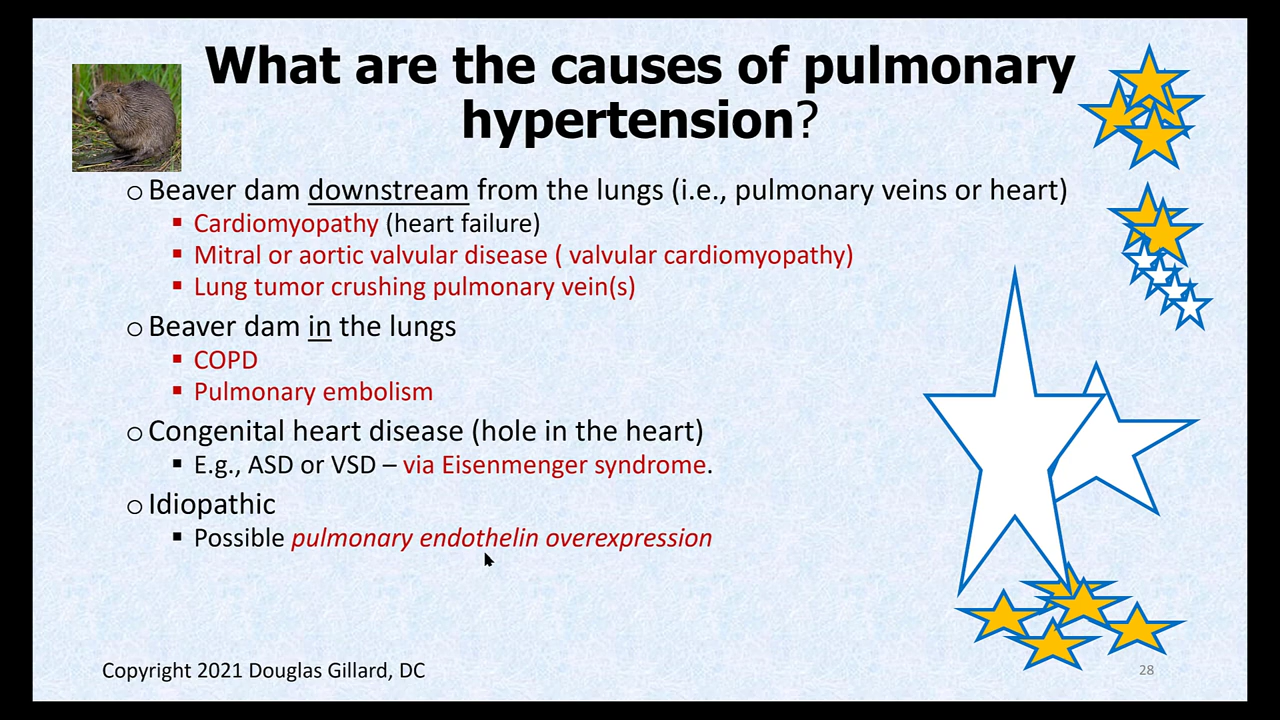 What are the causes of pulmonary
hypertension?
o Beaver dam downstream from the lungs (i.e., pulmonary veins or heart)
▪ Cardiomyopathy (heart failure)
▪ Mitral or aortic valvular disease ( valvular cardiomyopathy)
▪ Lung tumor crushing pulmonary vein(s)
o Beaver dam in the lungs
▪ COPD
▪ Pulmonary embolism
o Congenital heart disease (hole in the heart)
▪ E.g., ASD or VSD – via Eisenmenger syndrome.
o Idiopathic
▪ Possible pulmonary endothelin overexpression
Copyright 2021 Douglas Gillard, DC
28